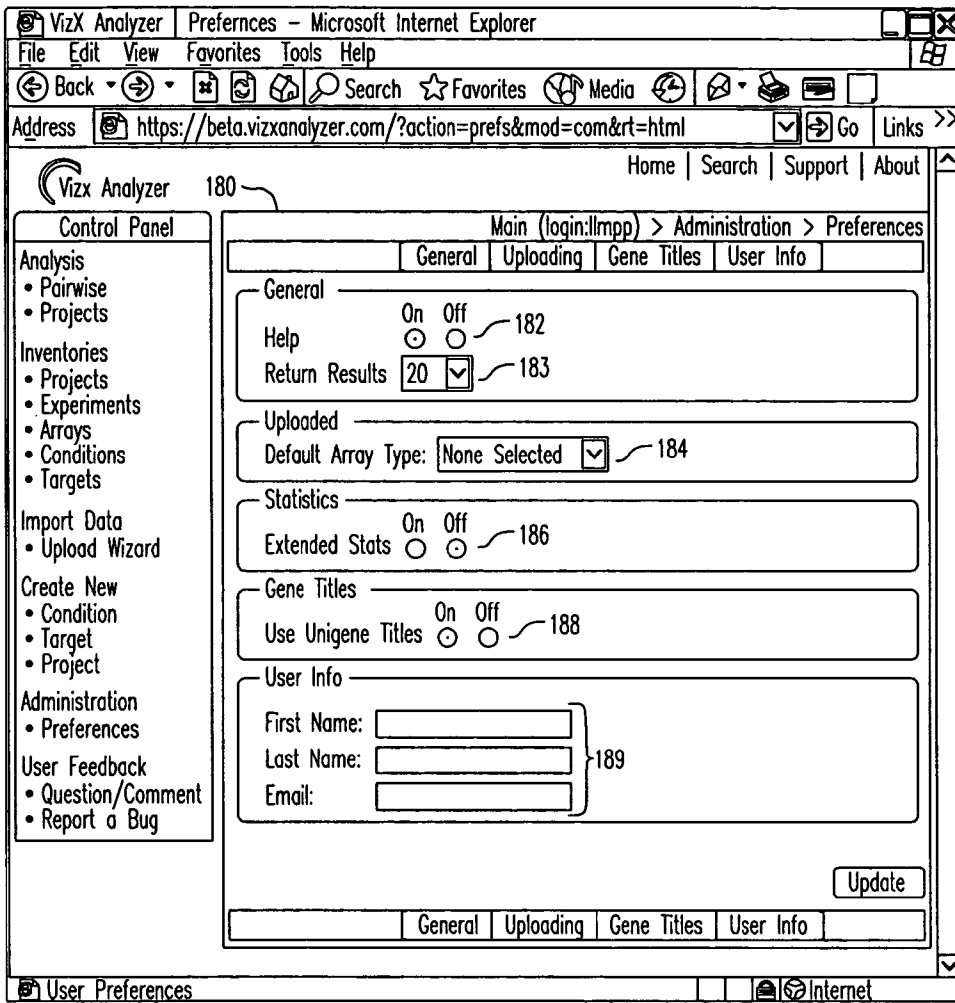 VizX Analyzer | Prefernces – Microsoft Internet Explorer
File Edit View Favorites Tools Help
Back Search Favorites Media
Address https://beta.vizxanalyzer.com/?action=prefs&mod=com&rt=html Go Links >>
Home | Search | Support | About
Vizx Analyzer
180
Control Panel
Analysis
• Pairwise
• Projects
Inventories
• Projects
• Experiments
• Arrays
• Conditions
• Targets
Import Data
• Upload Wizard
Create New
• Condition
• Target
• Project
Administration
• Preferences
User Feedback
• Question/Comment
• Report a Bug
Main (login:llmpp) > Administration > Preferences
General Uploading Gene Titles User Info
General
On Off
Help 182
Return Results 20 183
Uploaded
Default Array Type: None Selected 184
Statistics
On Off
Extended Stats 186
Gene Titles
On Off
Use Unigene Titles 188
User Info
First Name:
Last Name: 189
Email:
Update
General Uploading Gene Titles User Info
User Preferences Internet